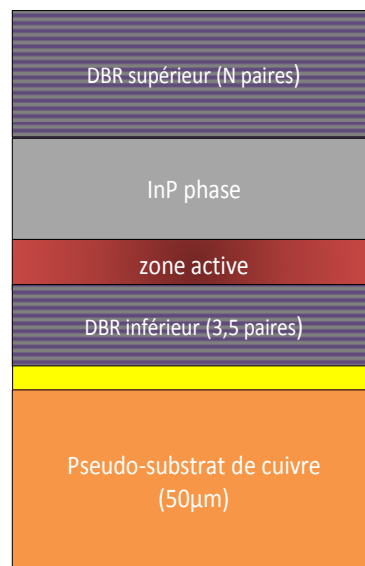 DBR supérieur (N paires)
InP phase
zone active
DBR inférieur (3,5 paires)
Pseudo-substrat de cuivre
(50µm)